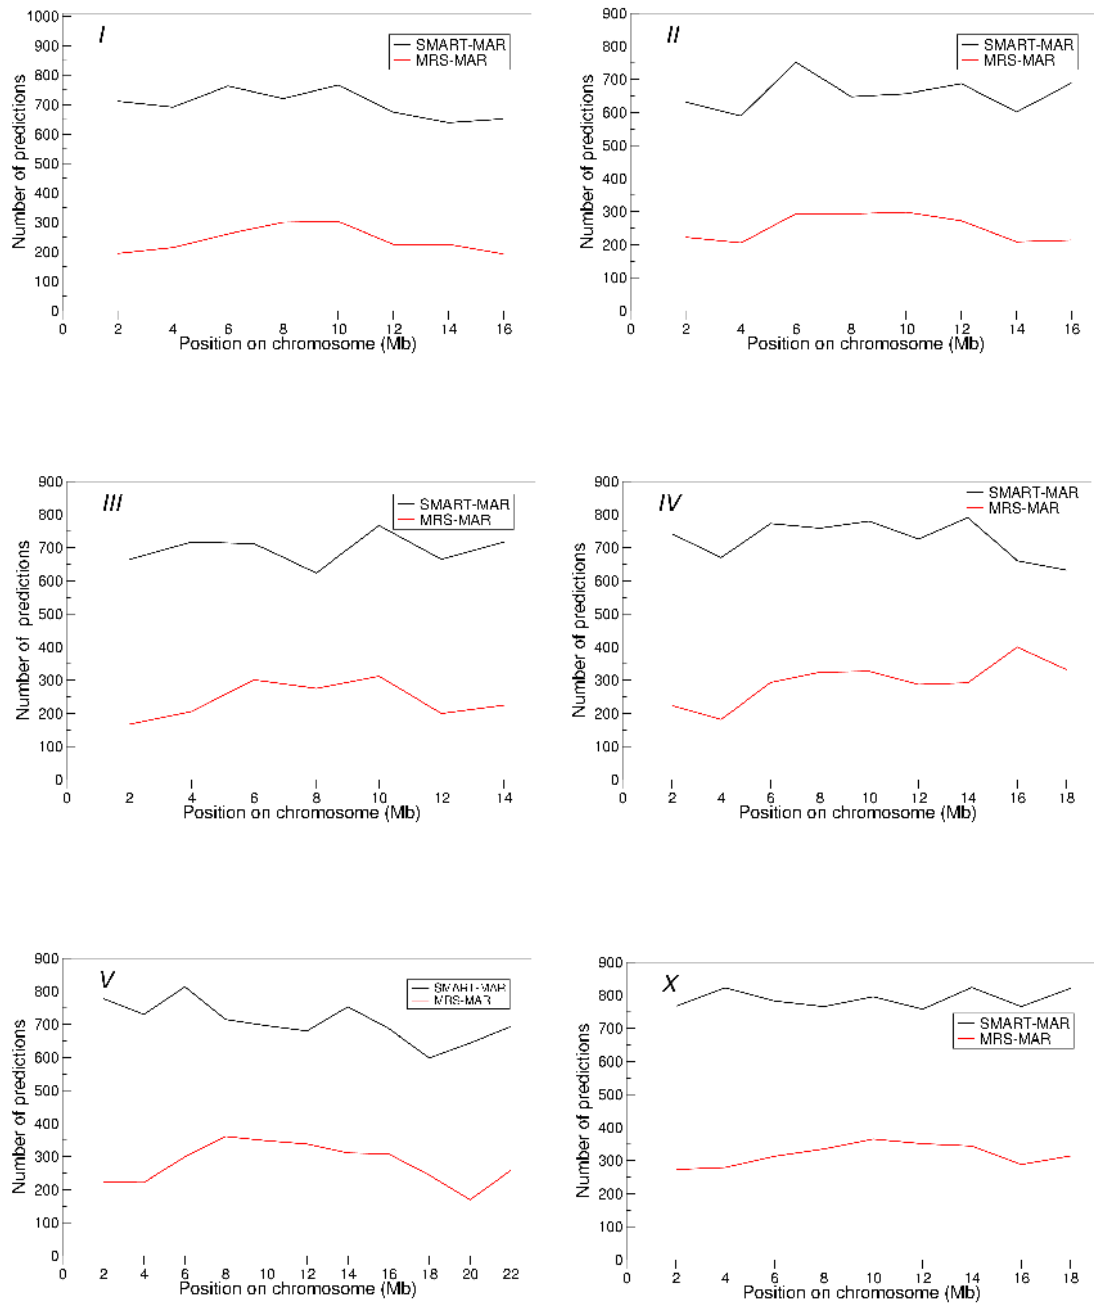 I
SMART-MAR
MRS-MAR
Number of predictions
1000
900
800
700
600
500
400
300
200
100
0
0 2 4 6 8 10 12 14 16
Position on chromosome (Mb)
II
SMART-MAR
MRS-MAR
Number of predictions
900
800
700
600
500
400
300
200
100
0
0 2 4 6 8 10 12 14 16
Position on chromosome (Mb)
III
SMART-MAR
MRS-MAR
Number of predictions
900
800
700
600
500
400
300
200
100
0
0 2 4 6 8 10 12 14
Position on chromosome (Mb)
IV
SMART-MAR
MRS-MAR
Number of predictions
900
800
700
600
500
400
300
200
100
0
0 2 4 6 8 10 12 14 16 18
Position on chromosome (Mb)
V
SMART-MAR
MRS-MAR
Number of predictions
900
800
700
600
500
400
300
200
100
0
0 2 4 6 8 10 12 14 16 18 20 22
Position on chromosome (Mb)
X
SMART-MAR
MRS-MAR
Number of predictions
900
800
700
600
500
400
300
200
100
0
0 2 4 6 8 10 12 14 16 18
Position on chromosome (Mb)